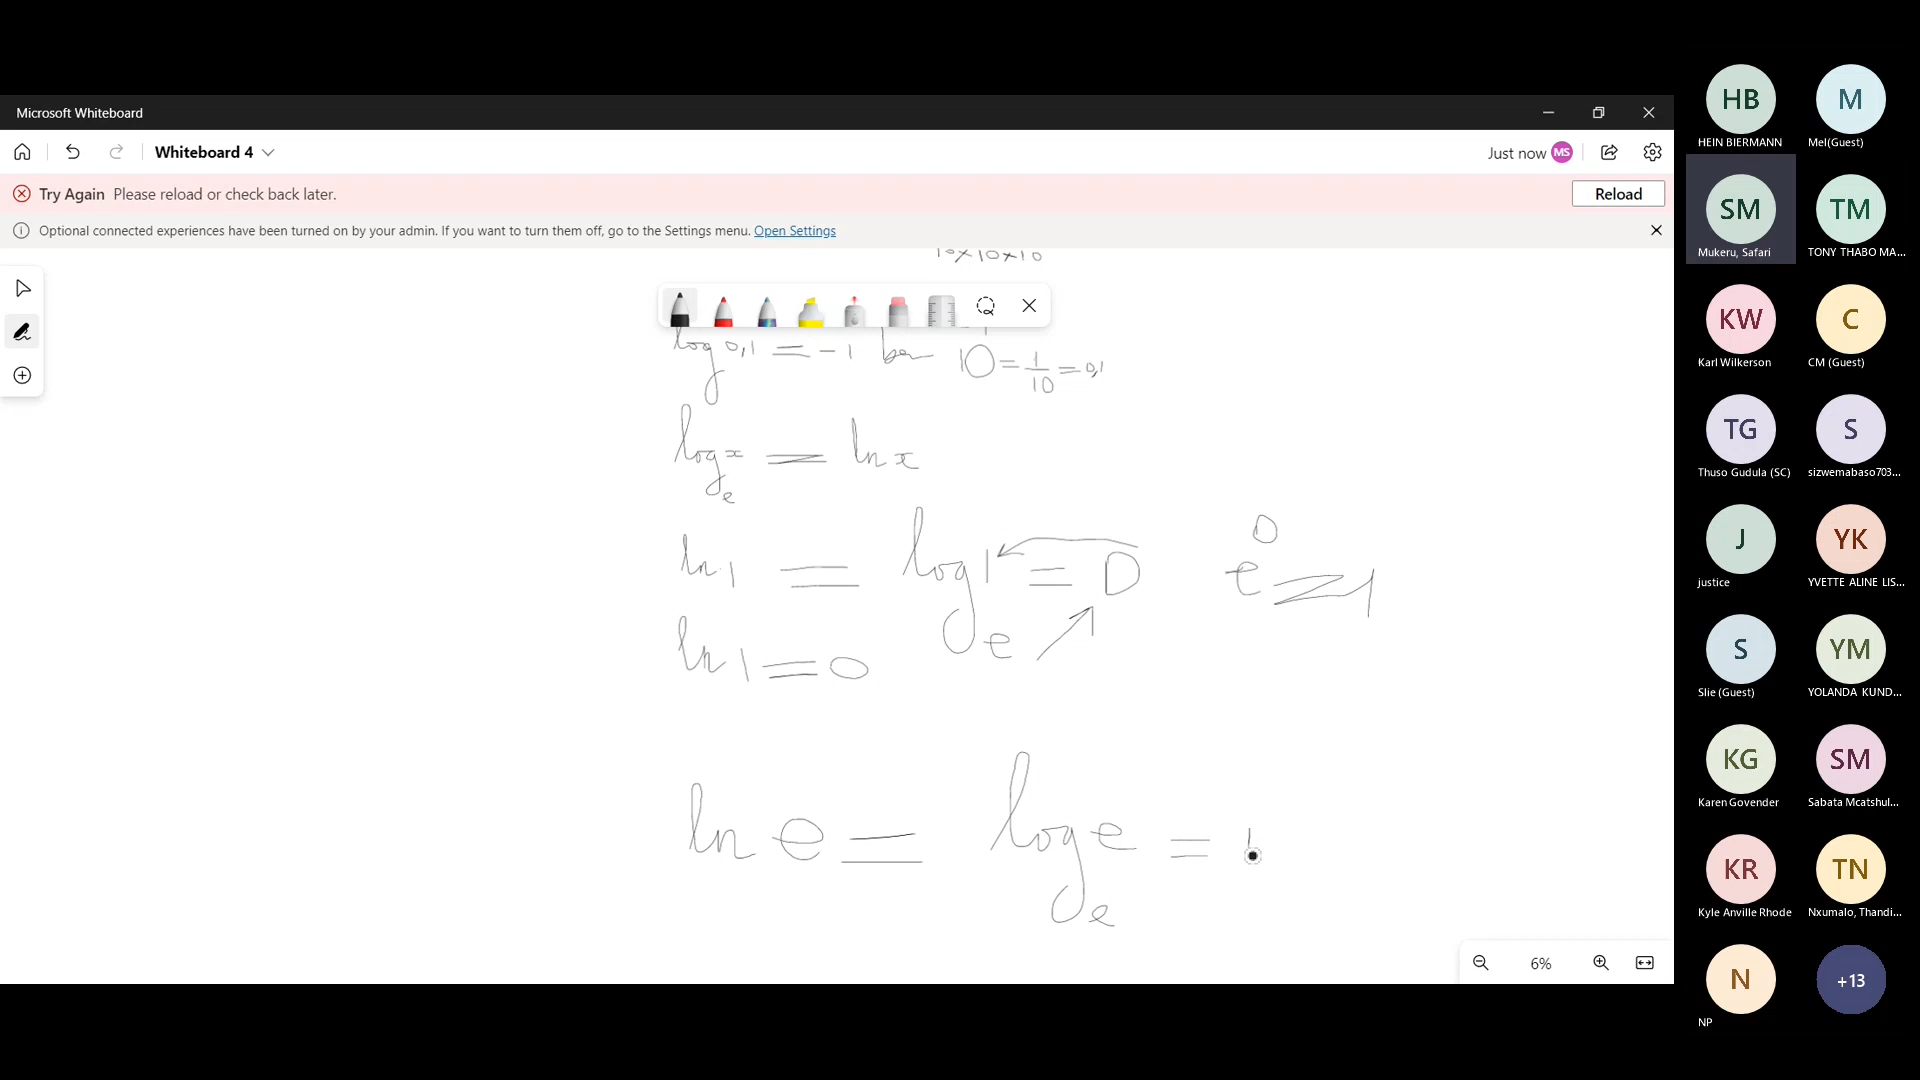 Microsoft Whiteboard
Whiteboard 4
Just now MS
Try Again Please reload or check back later.
Reload
Optional connected experiences have been turned on by your admin. If you want to turn them off, go to the Settings menu. Open Settings
10×10×10
log 0,1 = -1 10⁻¹ = 1/10 = 0,1
logₑ x = ln x
ln 1 = logₑ 1 = 0 e⁰ = 1
ln 1 = 0
ln e = logₑ e = 1
6%
HB M
HEIN BIERMANN Mel(Guest)
SM TM
Mukeru, Safari TONY THABO MA...
KW C
Karl Wilkerson CM (Guest)
TG S
Thuso Gudula (SC) sizwemabaso703...
J YK
justice YVETTE ALINE LIS...
S YM
Slie (Guest) YOLANDA KUND...
KG SM
Karen Govender Sabata Mcatshul...
KR TN
Kyle Anville Rhode Nxumalo, Thandi...
N +13
NP